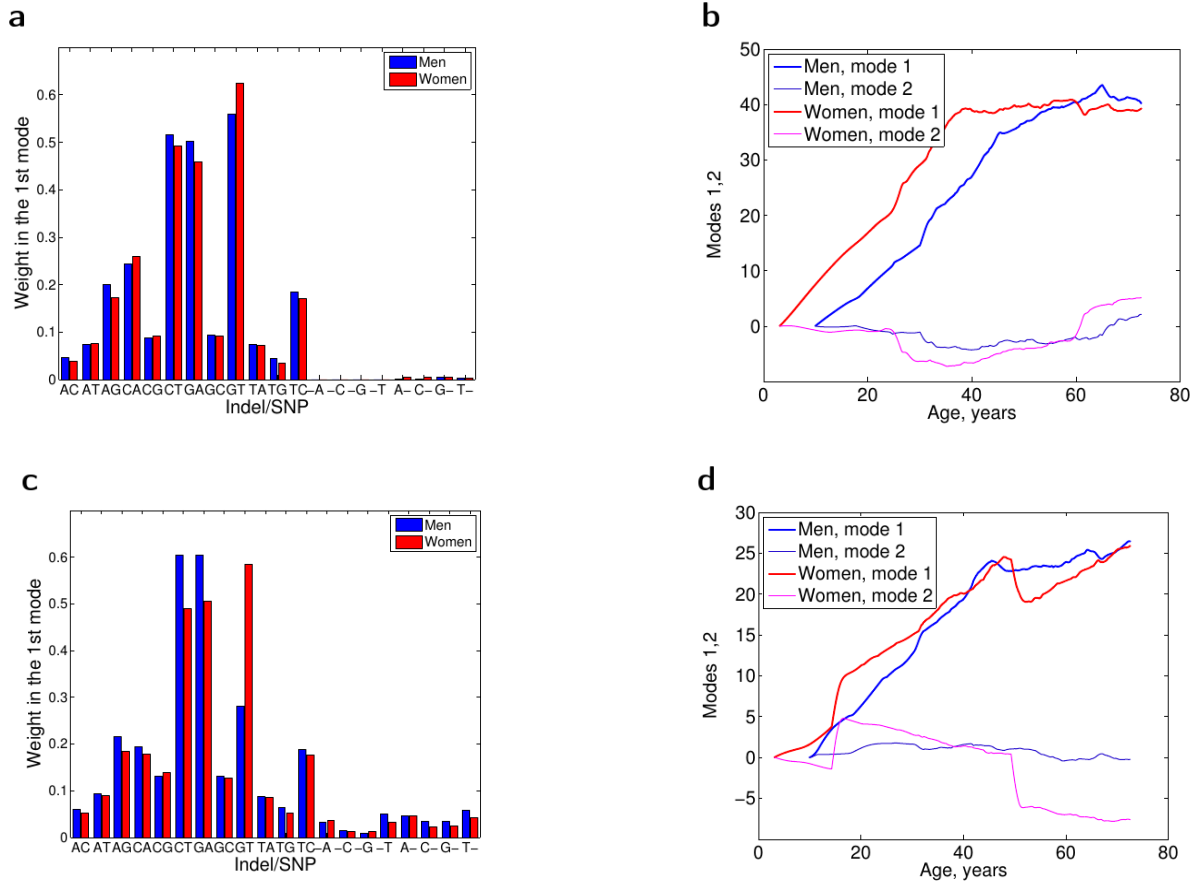 a
Weight in the 1st mode
0.6
0.5
0.4
0.3
0.2
0.1
0
Men
Women
AC AT AG CA CG CT GA GC GT TA TG TC –A –C –G –T A– C– G– T–
Indel/SNP
b
Modes 1,2
50
40
30
20
10
0
Men, mode 1
Men, mode 2
Women, mode 1
Women, mode 2
0 20 40 60 80
Age, years
c
Weight in the 1st mode
0.6
0.5
0.4
0.3
0.2
0.1
0
Men
Women
AC AT AG CA CG CT GA GC GT TA TG TC –A –C –G –T A– C– G– T–
Indel/SNP
d
Modes 1,2
30
25
20
15
10
5
0
−5
Men, mode 1
Men, mode 2
Women, mode 1
Women, mode 2
0 20 40 60 80
Age, years